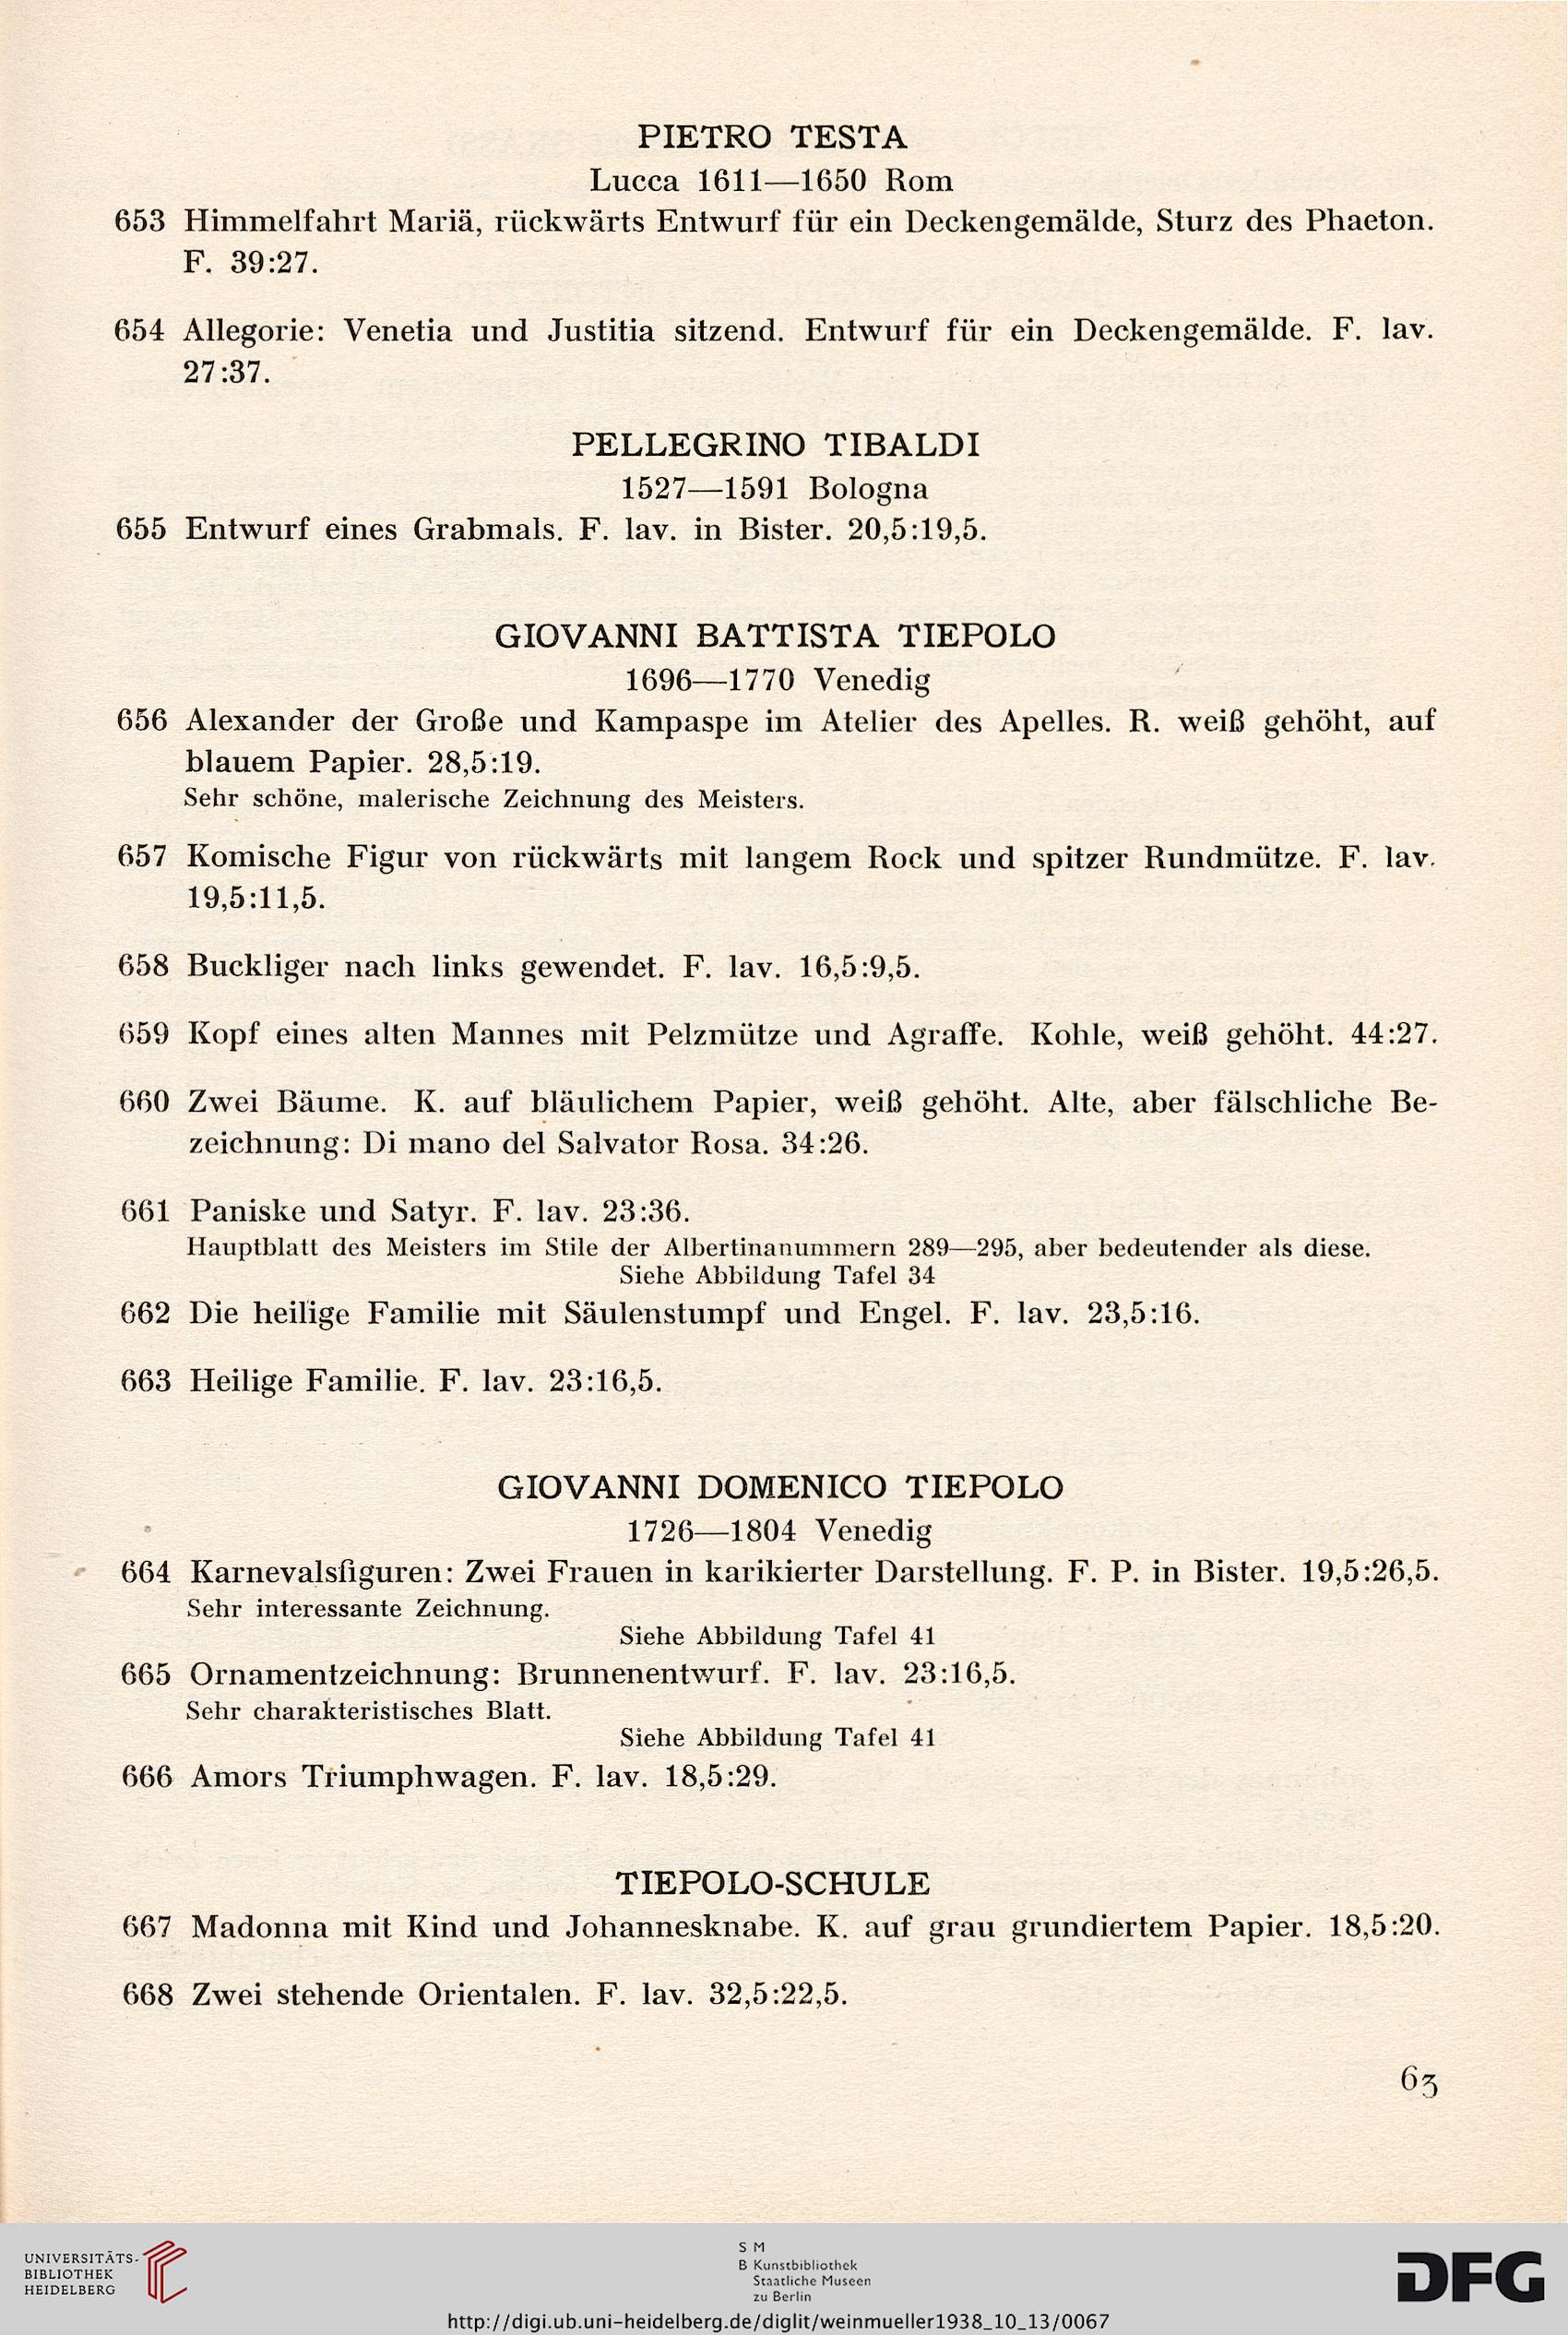 PIETRO TESTA
Lucca 1611—1650 Rom
653 Himmelfahrt Mariä, rückwärts Entwurf für ein Deckengemälde, Sturz des Phaeton.
F. 39:27.
654 Allegorie: Venetia und Justitia sitzend. Entwurf für ein Deckengemälde. F. lav.
27:37.
PELLEGRINO TIBALDI
1527—1591 Bologna
655 Entwurf eines Grabmals. F. lav. in Bister. 20,5:19,5.
GIOVANNI BATTISTA TIEPOLO
1696—1770 Venedig
656 Alexander der Große und Kampaspe im Atelier des Apelles. R. weiß gehöht, auf
blauem Papier. 28,5:19.
Sehr schöne, malerische Zeichnung des Meisters.
657 Komische Figur von rückwärts mit langem Rock und spitzer Rundmütze. F. lav.
19,5:11,5.
658 Buckliger nach links gewendet. F. lav. 16,5:9,5.
659 Kopf eines alten Mannes mit Pelzmütze und Agraffe. Kohle, weiß gehöht. 44:27.
660 Zwei Bäume. K. auf bläulichem Papier, weiß gehöht. Alte, aber fälschliche Be-
zeichnung: Di mano del Salvator Rosa. 34:26.
661 Paniske und Satyr. F. lav. 23:36.
Hauptblatt des Meisters im Stile der Albertinanummern 289—295, aber bedeutender als diese.
Siehe Abbildung Tafel 34
662 Die heilige Familie mit Säulenstumpf und Engel. F. lav. 23,5:16.
663 Heilige Familie. F. lav. 23:16,5.
GIOVANNI DOMENICO TIEPOLO
1726—1804 Venedig
664 Karnevalsfiguren: Zwei Frauen in karikierter Darstellung. F. P. in Bister. 19,5:26,5.
Sehr interessante Zeichnung.
Siehe Abbildung Tafel 41
665 Ornamentzeichnung: Brunnenentwurf. F. lav. 23:16,5.
Sehr charakteristisches Blatt.
Siehe Abbildung Tafel 41
666 Amors Triumphwagen. F. lav. 18,5:29.
TIEPOLO-SCHULE
667 Madonna mit Kind und Johannesknabe. K. auf grau grundiertem Papier. 18,5:20.
668 Zwei stehende Orientalen. F. lav. 32,5:22,5.
63
UNIVERSITÄTS-
BIBLIOTHEK
HEIDELBERG
S M
B Kunstbibliothek
Staatliche Museen
zu Berlin
DFG
http://digi.ub.uni-heidelberg.de/diglit/weinmueller1938_10_13/0067